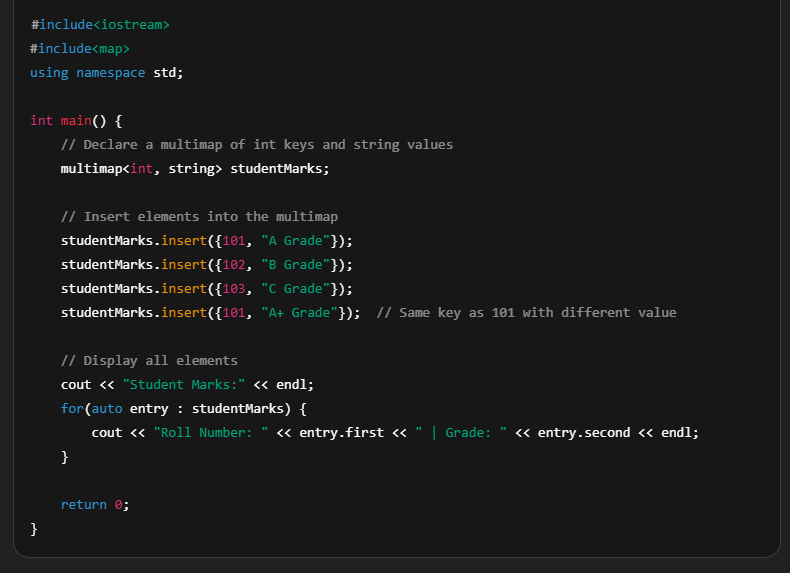 #include<iostream>
#include<map>
using namespace std;
int main() {
// Declare a multimap of int keys and string values
multimap<int, string> studentMarks;
// Insert elements into the multimap
studentMarks.insert({101, "A Grade"});
studentMarks.insert({102, "B Grade"});
studentMarks.insert({103, "C Grade"});
studentMarks.insert({101, "A+ Grade"});  // Same key as 101 with different value
// Display all elements
cout << "Student Marks:" << endl;
for(auto entry : studentMarks) {
cout << "Roll Number: " << entry.first << " | Grade: " << entry.second << endl;
}
return 0;
}